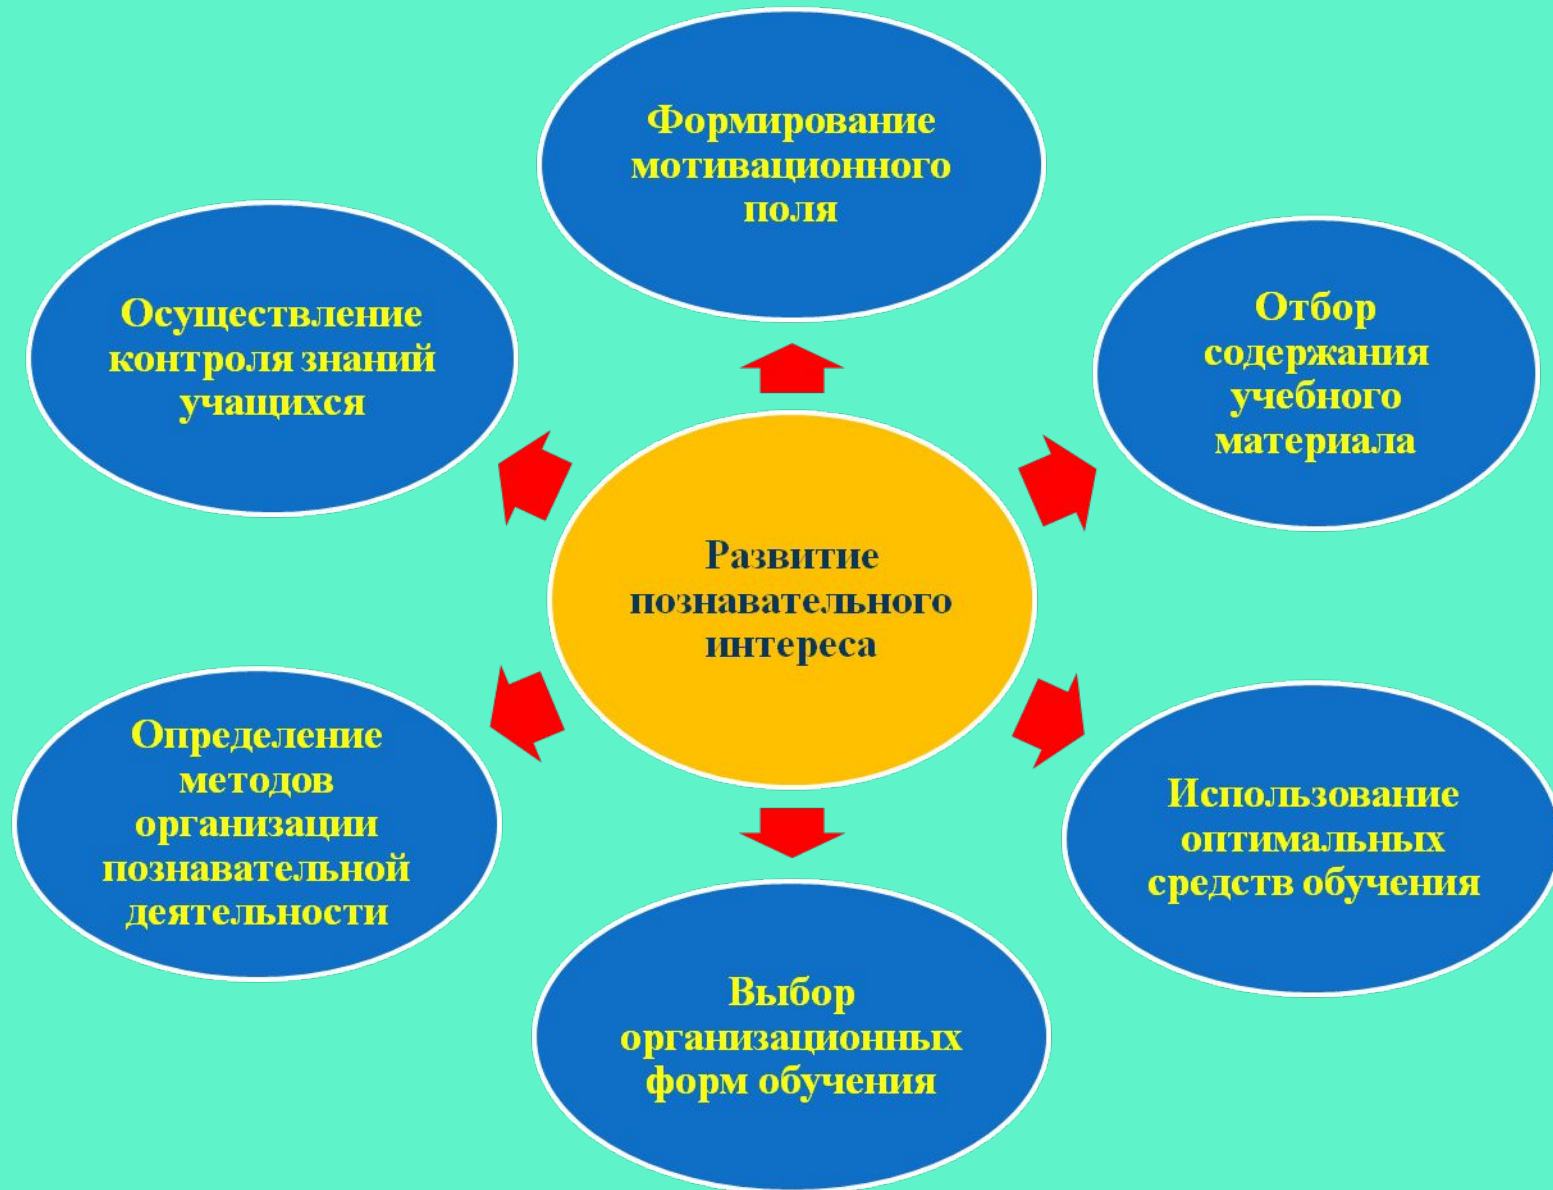 Формирование
мотивационного
поля
Осуществление
контроля знаний
учащихся
Отбор
содержания
учебного
материала
Развитие
познавательного
интереса
Определение
методов
организации
познавательной
деятельности
Использование
оптимальных
средств обучения
Выбор
организационных
форм обучения